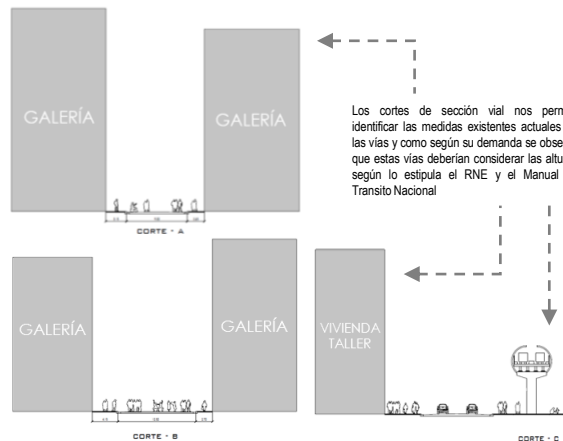 GALERÍA
GALERÍA
CORTE - A
Los cortes de sección vial nos perm
identificar las medidas existentes actuales
las vías y como según su demanda se obse
que estas vías deberían considerar las altu
según lo estipula el RNE y el Manual
Transito Nacional
GALERÍA
GALERÍA
CORTE - B
VIVIENDA
TALLER
CORTE - C